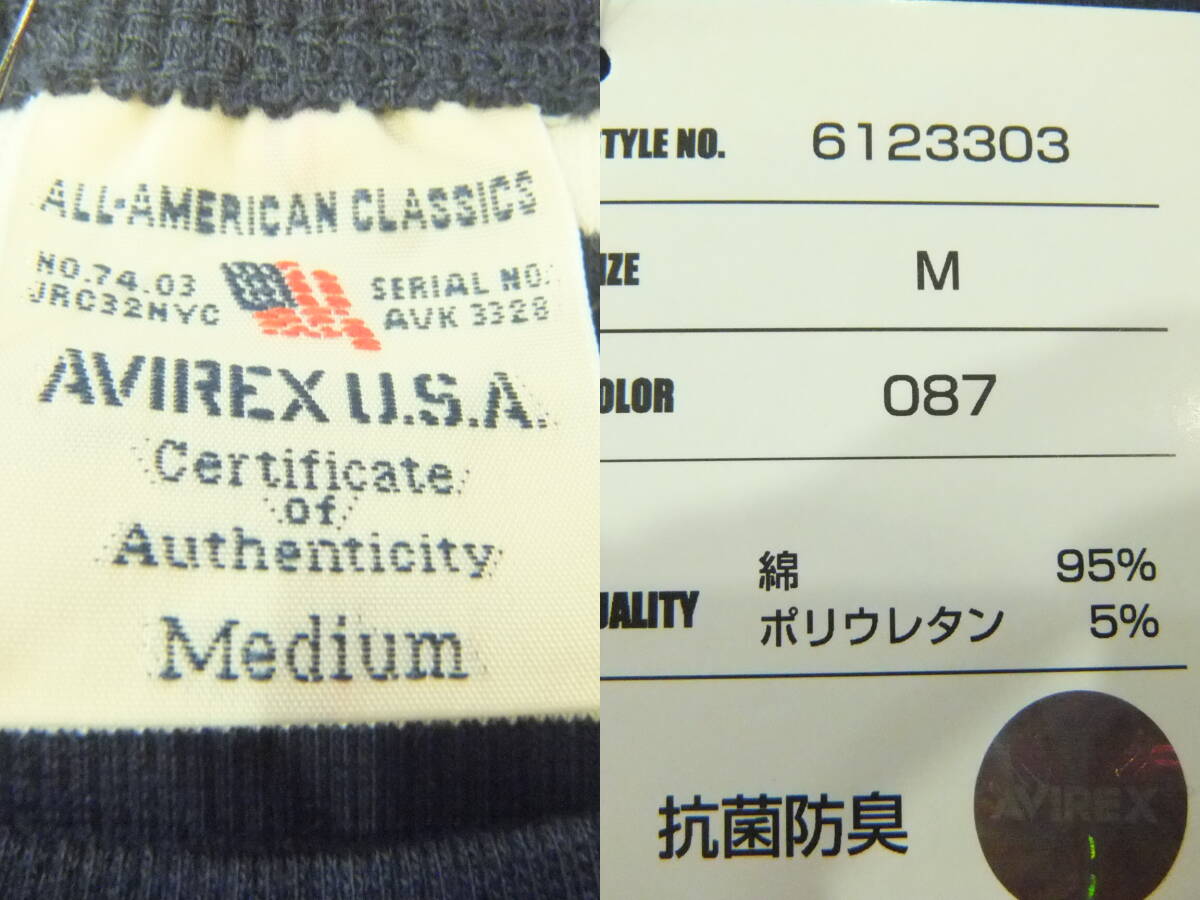 ALL-AMERICAN CLASSICS
NO.74.03
JRC32NYC
SERIAL NO.
AVK 3328
AVIREX U.S.A.
Certificate
of
Authenticity
Medium
TYLE NO. 6123303
IZE M
OLOR 087
UALITY
綿 95%
ポリウレタン 5%
抗菌防臭
AVIREX